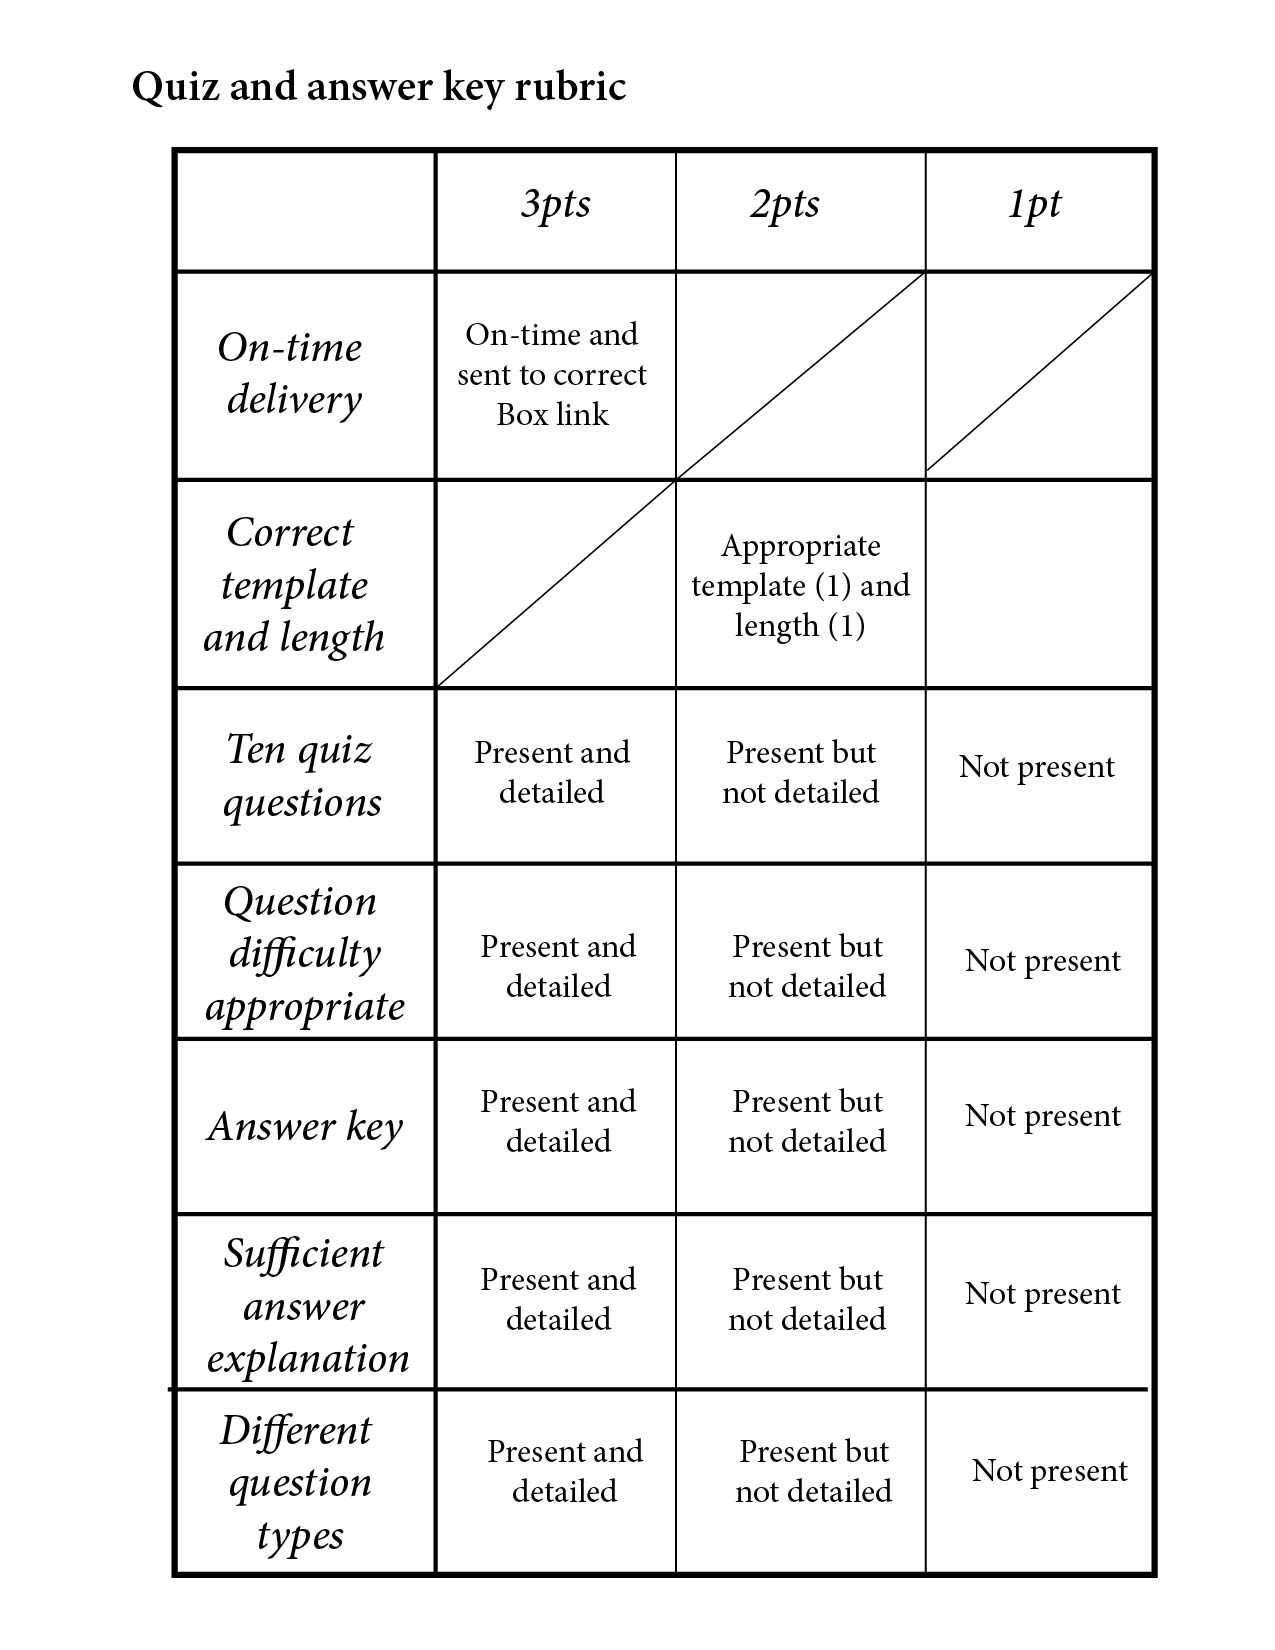 Quiz and answer key rubric
3pts
2pts
1pt
On-time
delivery
On-time and
sent to correct
Box link
Correct
template
and length
Appropriate
template (1) and
length (1)
Ten quiz
questions
Present and
detailed
Present but
not detailed
Not present
Question
difficulty
appropriate
Present and
detailed
Present but
not detailed
Not present
Answer key
Present and
detailed
Present but
not detailed
Not present
Sufficient
answer
explanation
Present and
detailed
Present but
not detailed
Not present
Different
question
types
Present and
detailed
Present but
not detailed
Not present